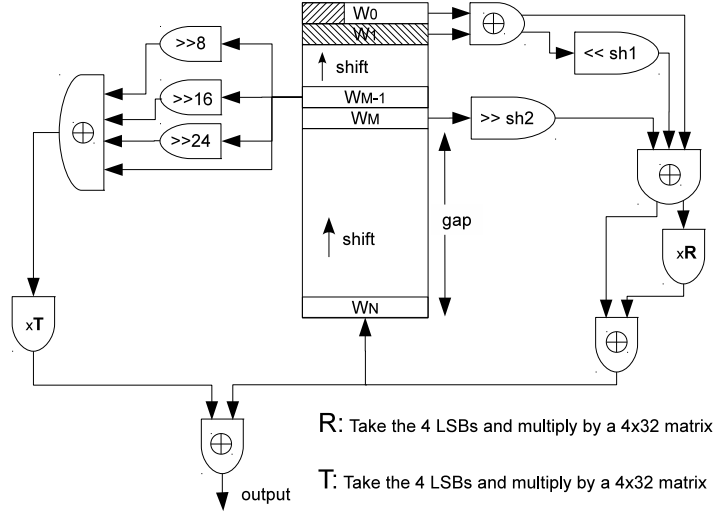 W0
>>8
W1
<< sh1
shift
>>16
WM-1
WM
>> sh2
>>24
gap
shift
xR
WN
xT
R: Take the 4 LSBs and multiply by a 4x32 matrix
T: Take the 4 LSBs and multiply by a 4x32 matrix
output